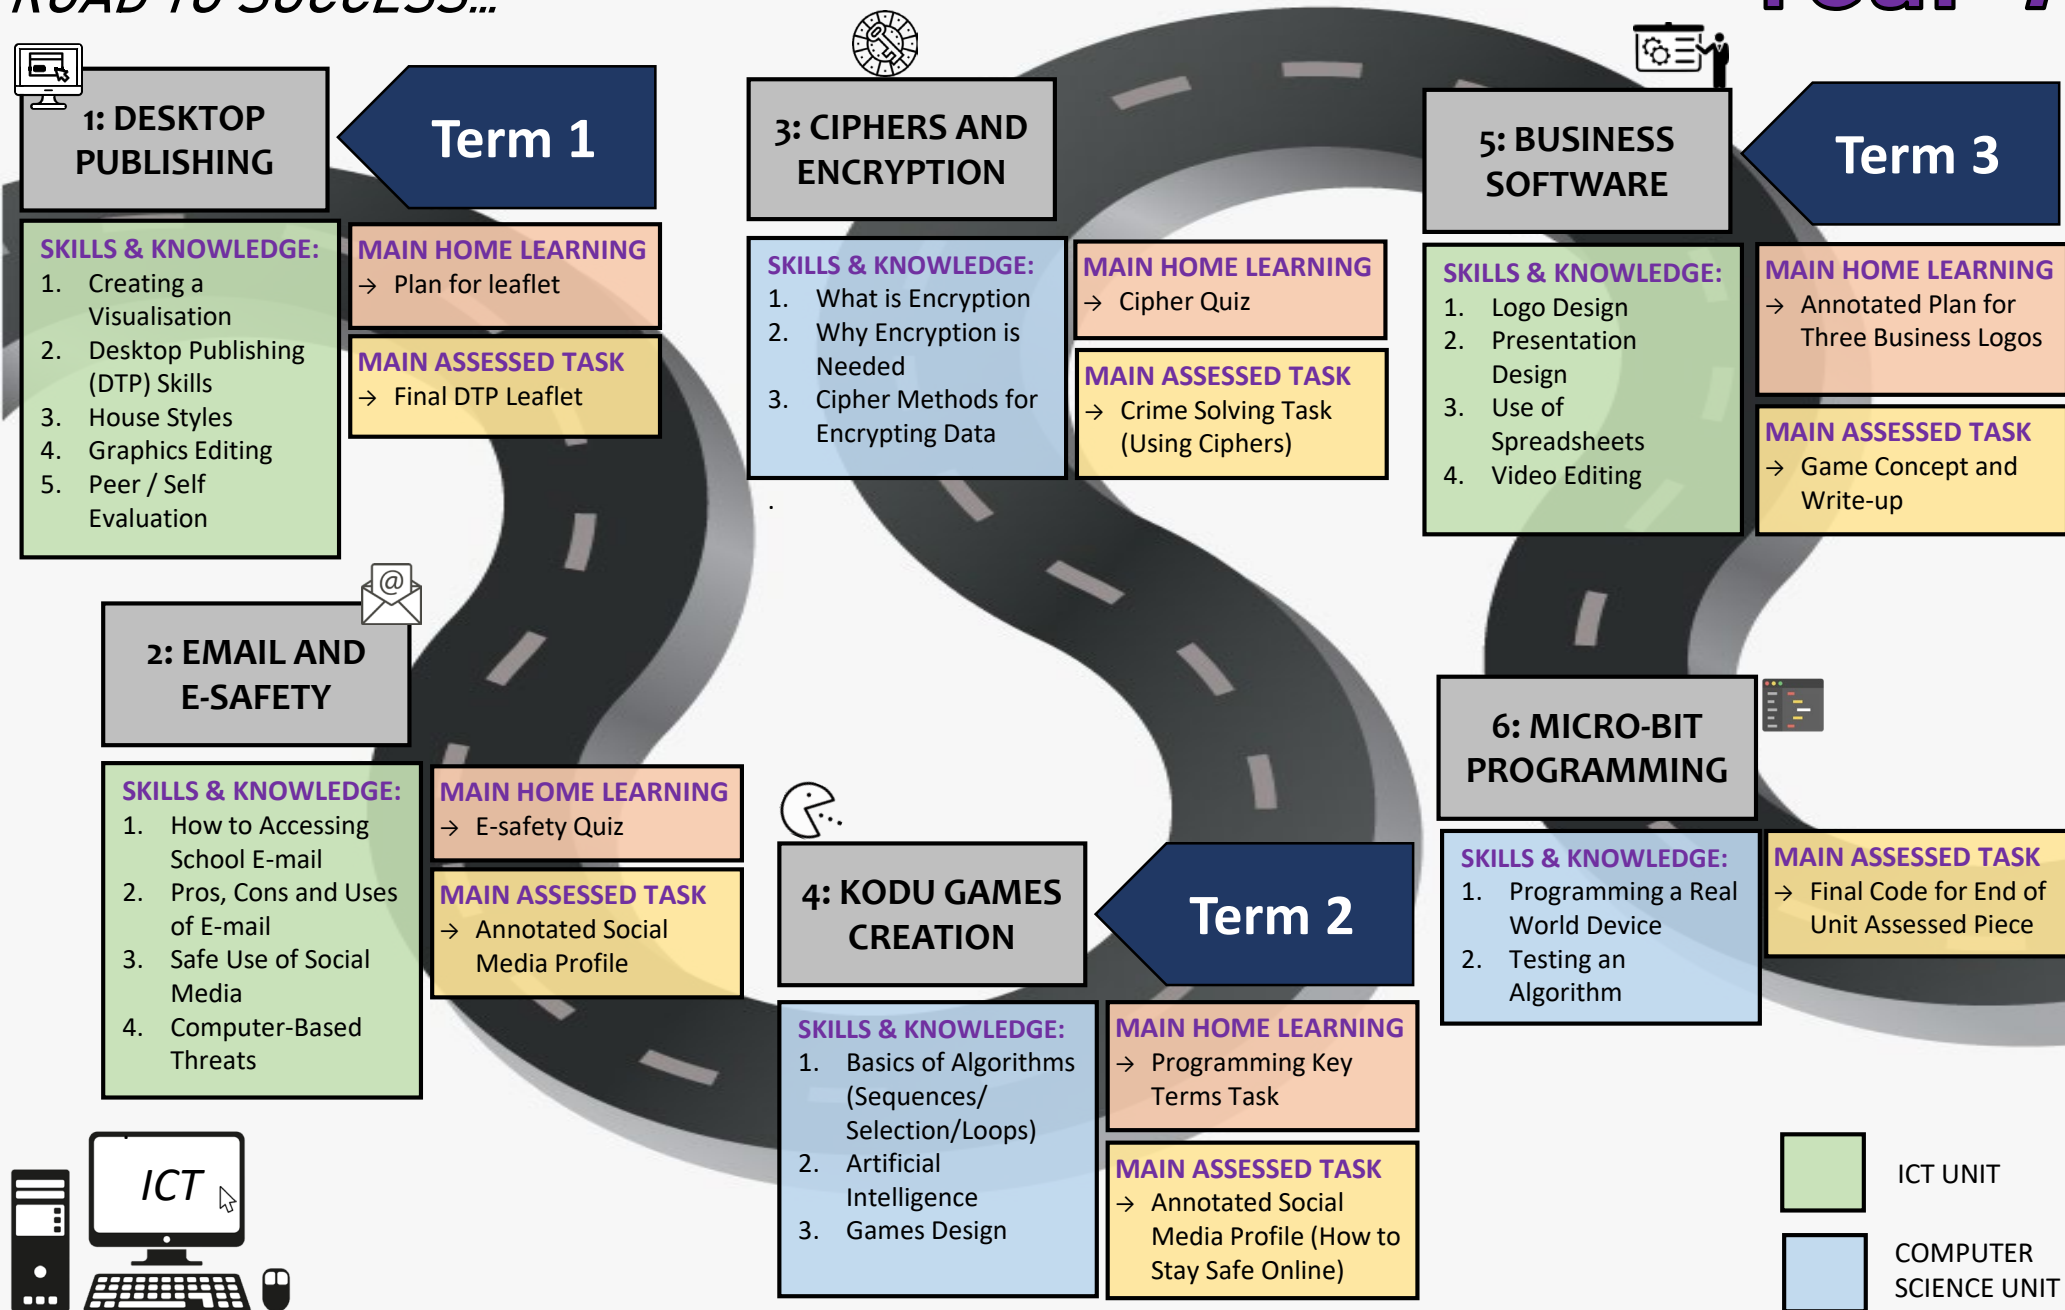 ROAD TO SUCCESS...
Year 7
1: DESKTOP
PUBLISHING
Term 1
SKILLS & KNOWLEDGE:
1. Creating a
Visualisation
2. Desktop Publishing
(DTP) Skills
3. House Styles
4. Graphics Editing
5. Peer / Self
Evaluation
MAIN HOME LEARNING
→ Plan for leaflet
MAIN ASSESSED TASK
→ Final DTP Leaflet
2: EMAIL AND
E-SAFETY
SKILLS & KNOWLEDGE:
1. How to Accessing
School E-mail
2. Pros, Cons and Uses
of E-mail
3. Safe Use of Social
Media
4. Computer-Based
Threats
MAIN HOME LEARNING
→ E-safety Quiz
MAIN ASSESSED TASK
→ Annotated Social
Media Profile
3: CIPHERS AND
ENCRYPTION
SKILLS & KNOWLEDGE:
1. What is Encryption
2. Why Encryption is
Needed
3. Cipher Methods for
Encrypting Data
.
MAIN HOME LEARNING
→ Cipher Quiz
MAIN ASSESSED TASK
→ Crime Solving Task
(Using Ciphers)
4: KODU GAMES
CREATION
Term 2
SKILLS & KNOWLEDGE:
1. Basics of Algorithms
(Sequences/
Selection/Loops)
2. Artificial
Intelligence
3. Games Design
MAIN HOME LEARNING
→ Programming Key
Terms Task
MAIN ASSESSED TASK
→ Annotated Social
Media Profile (How to
Stay Safe Online)
5: BUSINESS
SOFTWARE
Term 3
SKILLS & KNOWLEDGE:
1. Logo Design
2. Presentation
Design
3. Use of
Spreadsheets
4. Video Editing
MAIN HOME LEARNING
→ Annotated Plan for
Three Business Logos
MAIN ASSESSED TASK
→ Game Concept and
Write-up
6: MICRO-BIT
PROGRAMMING
SKILLS & KNOWLEDGE:
1. Programming a Real
World Device
2. Testing an
Algorithm
MAIN ASSESSED TASK
→ Final Code for End of
Unit Assessed Piece
ICT
ICT UNIT
COMPUTER
SCIENCE UNIT